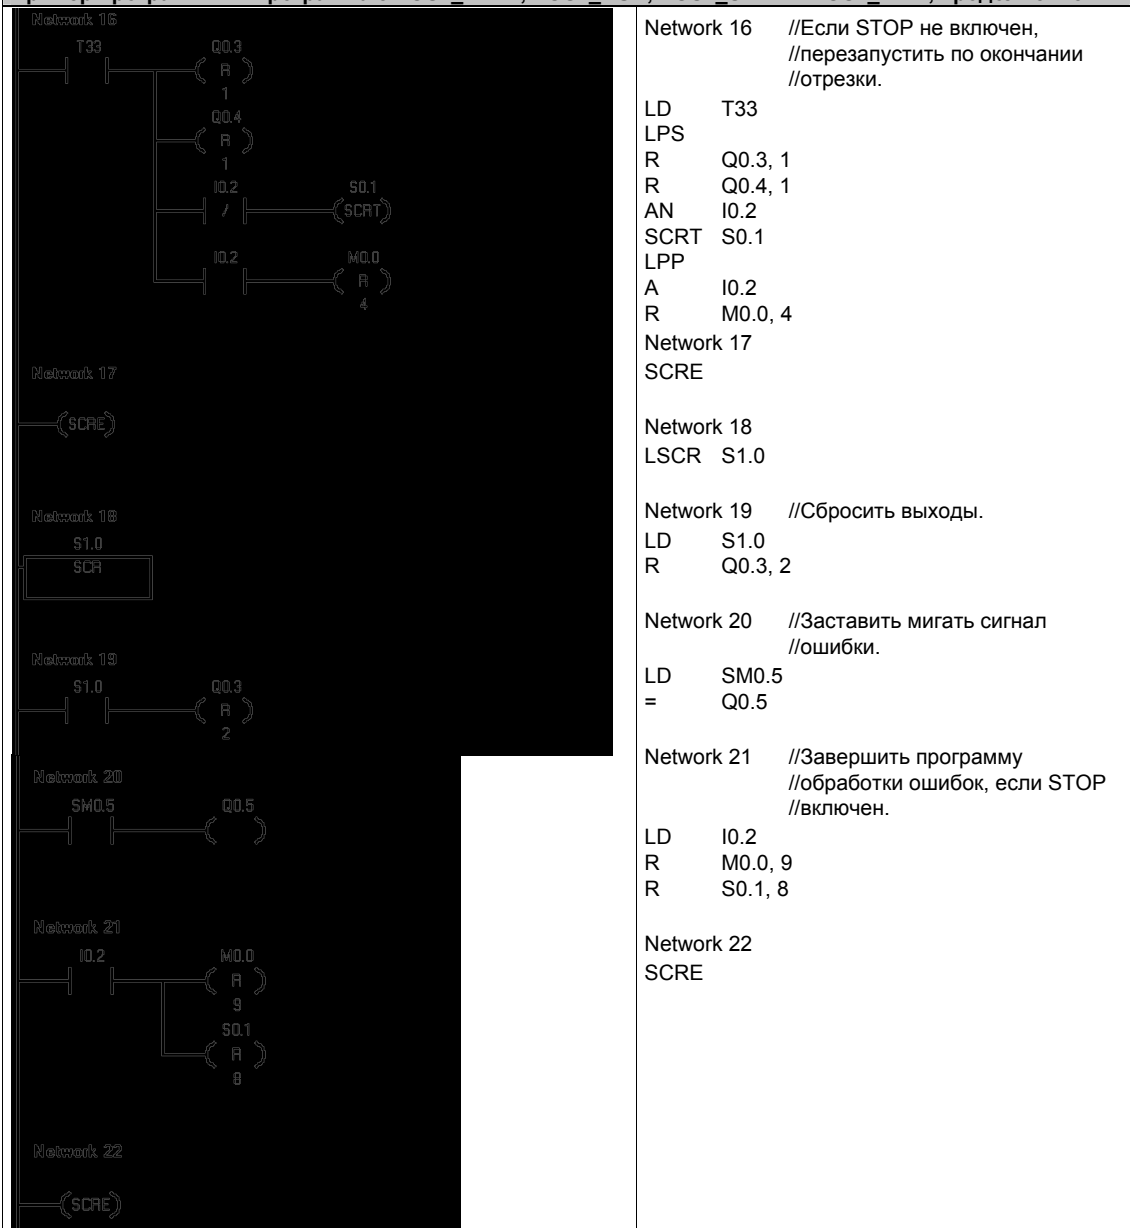 Network 16
T33 Q0.3
( R )
1
Q0.4
( R )
1
I0.2 S0.1
/ (SCRT)
I0.2 M0.0
( R )
4
Network 17
(SCRE)
Network 18
S1.0
SCR
Network 19
S1.0 Q0.3
( R )
2
Network 20
SM0.5 Q0.5
( )
Network 21
I0.2 M0.0
( R )
9
S0.1
( R )
8
Network 22
(SCRE)
Network 16 //Если STOP не включен,
//перезапустить по окончании
//отрезки.
LD T33
LPS
R Q0.3, 1
R Q0.4, 1
AN I0.2
SCRT S0.1
LPP
A I0.2
R M0.0, 4
Network 17
SCRE
Network 18
LSCR S1.0
Network 19 //Сбросить выходы.
LD S1.0
R Q0.3, 2
Network 20 //Заставить мигать сигнал
//ошибки.
LD SM0.5
= Q0.5
Network 21 //Завершить программу
//обработки ошибок, если STOP
//включен.
LD I0.2
R M0.0, 9
R S0.1, 8
Network 22
SCRE